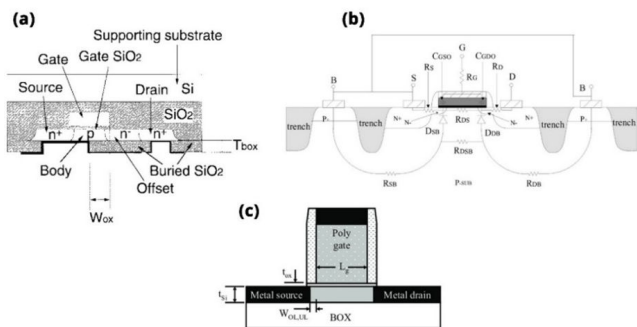 (a)
Supporting substrate
Gate SiO2
Gate
Source
Drain
Si
SiO2
n+ p n- n+
Tbox
Body
Buried SiO2
Offset
Wox
(b)
G
CGSO CGDO
RS RG RD
B S D B
trench trench trench trench
P+ N+ RDS N+ P+
N- N-
DSB DDB
RDSB
RSB PSUB RDB
(c)
Poly
gate
tox
Lg
tSi
Metal source Metal drain
WOL,UL BOX